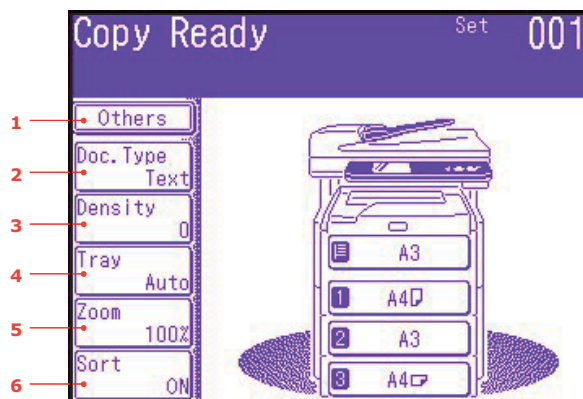 Copy Ready Set 001
1 Others
2 Doc.Type
Text
3 Density
0
4 Tray
Auto
5 Zoom
100%
6 Sort
ON
A3
1 A4
2 A3
3 A4